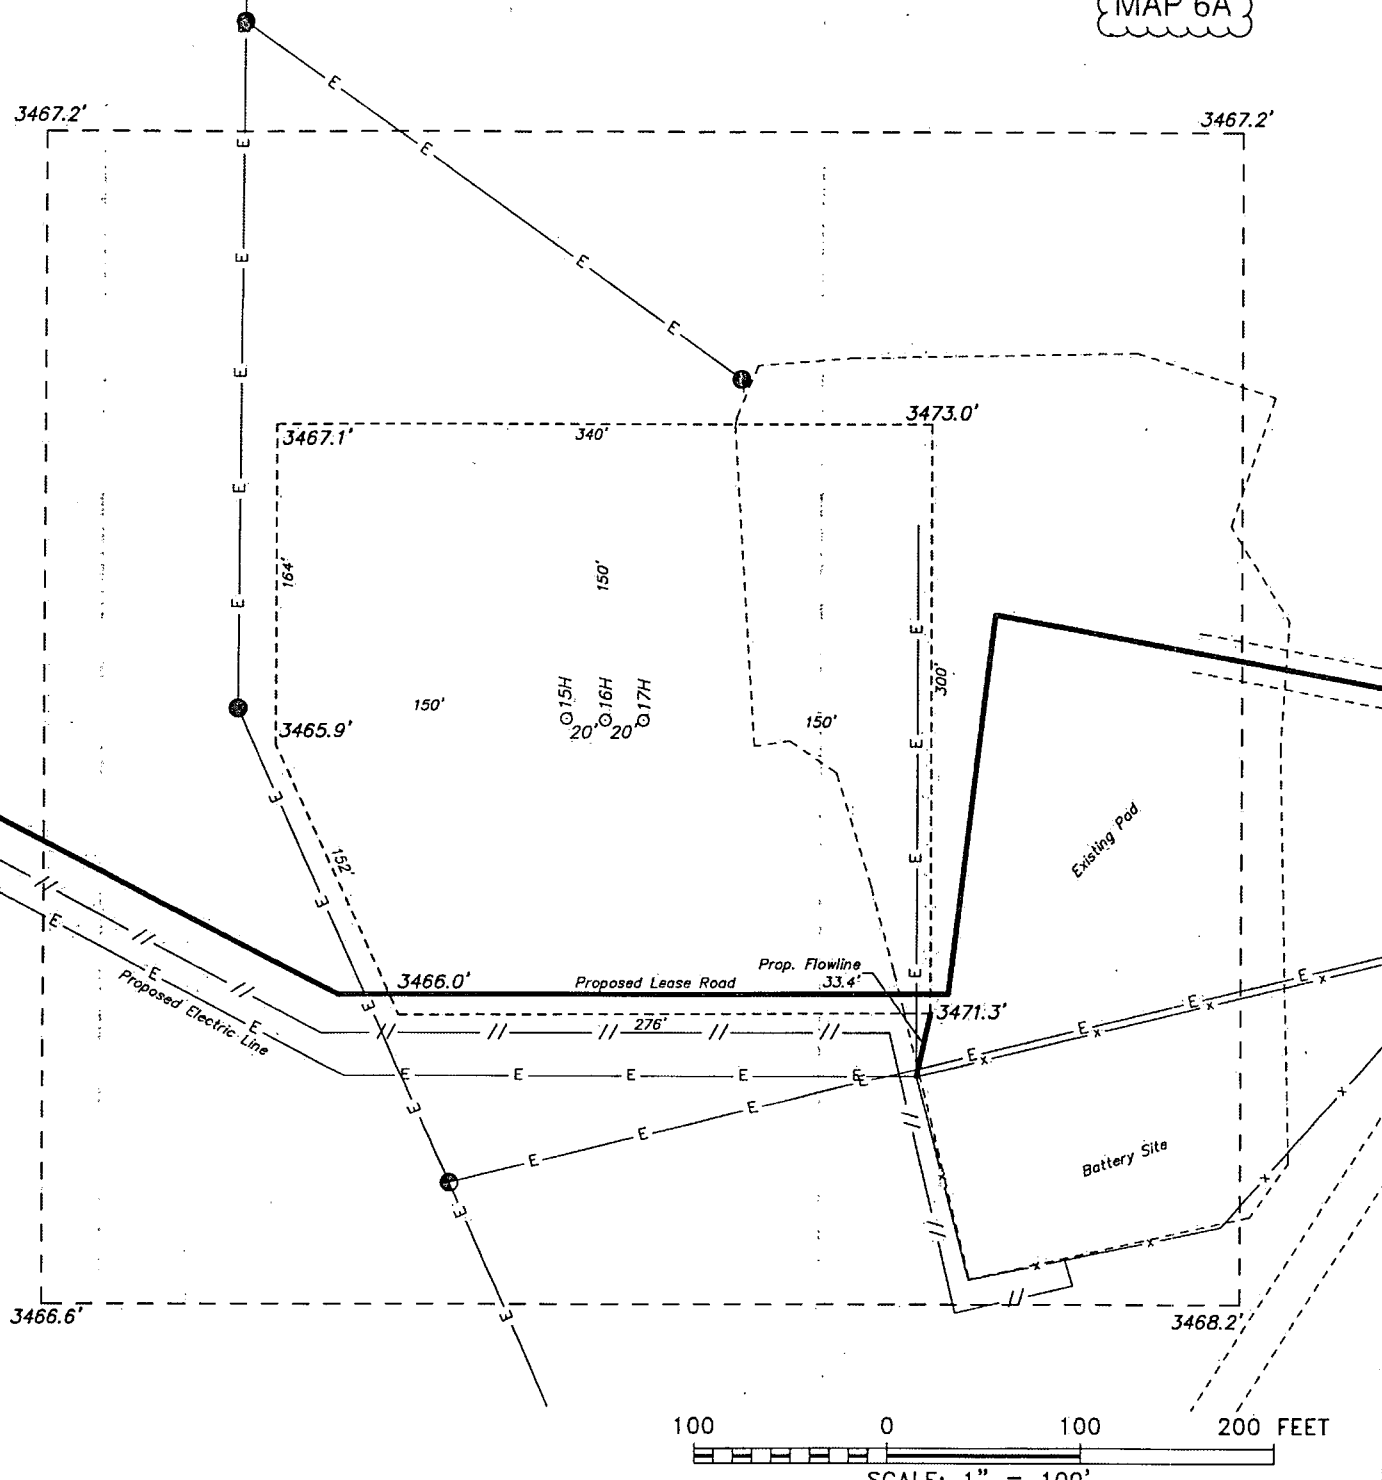 MAP 6A
3467.2'
3467.2'
E
E
E
E
E
E
E
E
E
3467.1'
340'
3473.0'
164'
150'
E
300'
150'
15H
16H
17H
20'
20'
150'
3465.9'
E
E
E
152'
Existing Pad
E
E
E
E
E
Proposed Electric Line
3466.0'
Proposed Lease Road
Prop. Flowline
33.4'
E
E
E
x
x
x
3471.3'
276'
E
E
E
E
E
E
E
E
E
E
E
Battery Site
x
x
x
x
x
E
E
3466.6'
3468.2'
100 0 100 200 FEET
SCALE: 1" = 100'